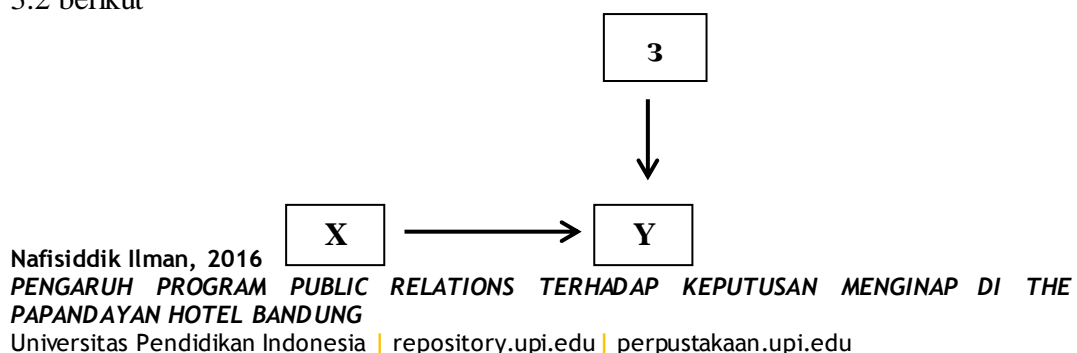 3.2 berikut
3
X
Y
Nafisiddik Ilman, 2016
PENGARUH PROGRAM PUBLIC RELATIONS TERHADAP KEPUTUSAN MENGINAP DI THE
PAPANDAYAN HOTEL BANDUNG
Universitas Pendidikan Indonesia | repository.upi.edu | perpustakaan.upi.edu